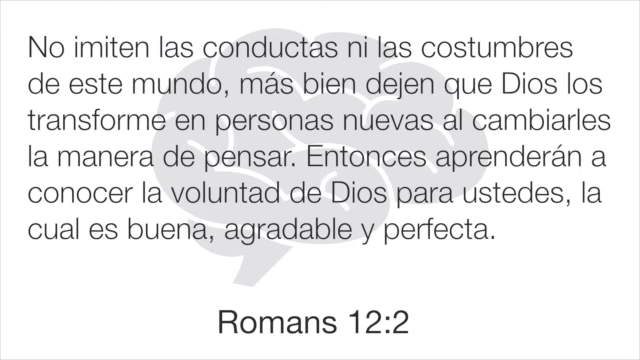 No imiten las conductas ni las costumbres
de este mundo, más bien dejen que Dios los
transforme en personas nuevas al cambiarles
la manera de pensar. Entonces aprenderán a
conocer la voluntad de Dios para ustedes, la
cual es buena, agradable y perfecta.
Romans 12:2